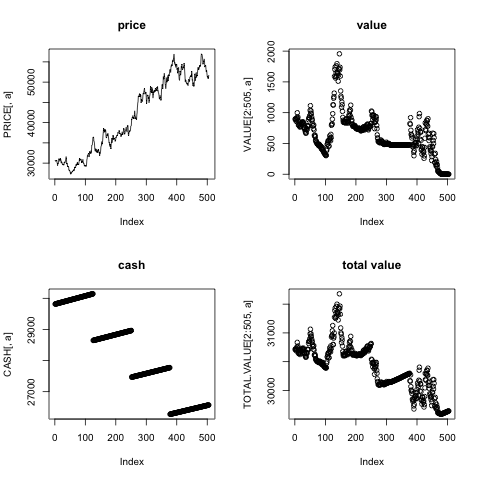 price
PRICE[, a]
30000 40000 50000
0 100 200 300 400 500
Index
value
VALUE[2:505, a]
0 500 1000 1500 2000
0 100 200 300 400 500
Index
cash
CASH[, a]
27000 29000
0 100 200 300 400 500
Index
total value
TOTAL.VALUE[2:505, a]
30000 31000
0 100 200 300 400 500
Index